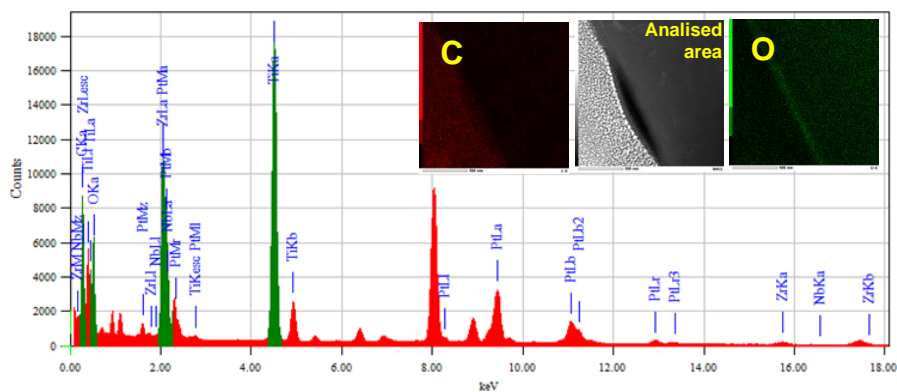 18000
16000
14000
12000
10000
8000
6000
4000
2000
0
Counts
0.00
2.00
4.00
6.00
8.00
10.00
12.00
14.00
16.00
18.00
keV
ZrM NbMz
CKa ZrLesc
TiLl TiLa
OKa
PtMz
ZrLl
NbLl
ZrLa PtMa
NbLa PtMb
PtMr
TiKesc PtMl
TiKa
TiKb
PtLl
PtLa
PtLb
PtLb2
PtLr
PtLr3
ZrKa
NbKa
ZrKb
C
Analised
area
O